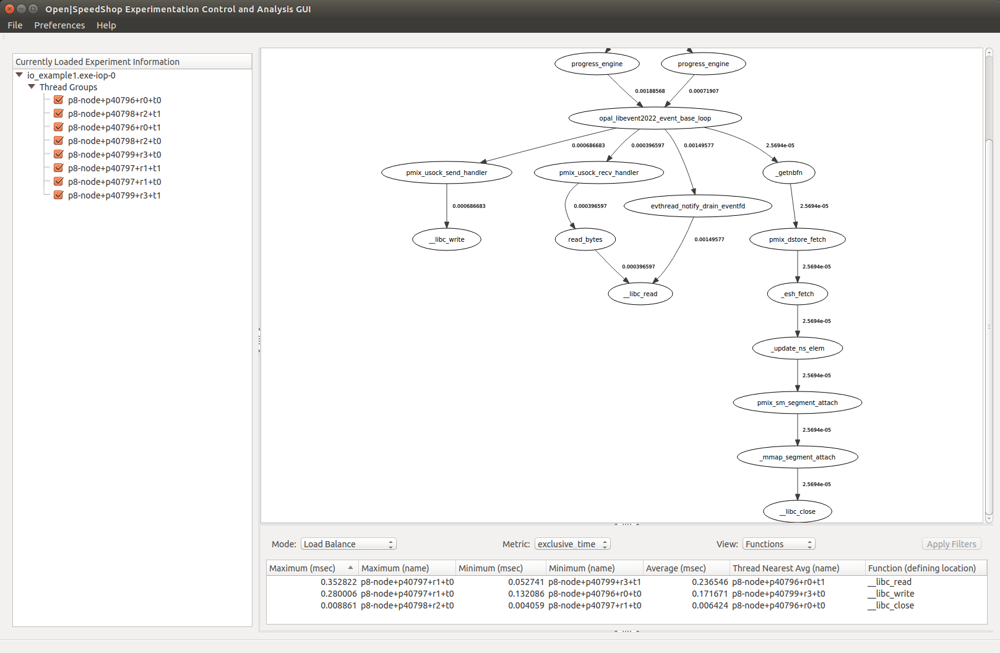 Open|SpeedShop Experimentation Control and Analysis GUI
File Preferences Help
Currently Loaded Experiment Information
io_example1.exe-iop-0
Thread Groups
p8-node+p40796+r0+t0
p8-node+p40798+r2+t1
p8-node+p40796+r0+t1
p8-node+p40798+r2+t0
p8-node+p40799+r3+t0
p8-node+p40797+r1+t1
p8-node+p40797+r1+t0
p8-node+p40799+r3+t1
progress_engine progress_engine
0.00188568 0.00071907
opal_libevent2022_event_base_loop
0.000686683 0.000396597 0.00149577 2.5694e-05
pmix_usock_send_handler pmix_usock_recv_handler _getnbfn
0.000686683 0.000396597 evthread_notify_drain_eventfd 2.5694e-05
__libc_write read_bytes 0.00149577 pmix_dstore_fetch
0.000396597 2.5694e-05
__libc_read _esh_fetch
2.5694e-05
_update_ns_elem
2.5694e-05
pmix_sm_segment_attach
2.5694e-05
_mmap_segment_attach
2.5694e-05
__libc_close
Mode: Load Balance Metric: exclusive_time View: Functions Apply Filters
Maximum (msec) Maximum (name) Minimum (msec) Minimum (name) Average (msec) Thread Nearest Avg (name) Function (defining location)
0.352822 p8-node+p40797+r1+t0 0.052741 p8-node+p40799+r3+t1 0.236546 p8-node+p40796+r0+t1 __libc_read
0.280006 p8-node+p40797+r1+t0 0.132086 p8-node+p40796+r0+t0 0.171671 p8-node+p40799+r3+t0 __libc_write
0.008861 p8-node+p40798+r2+t0 0.004059 p8-node+p40797+r1+t0 0.006424 p8-node+p40796+r0+t0 __libc_close